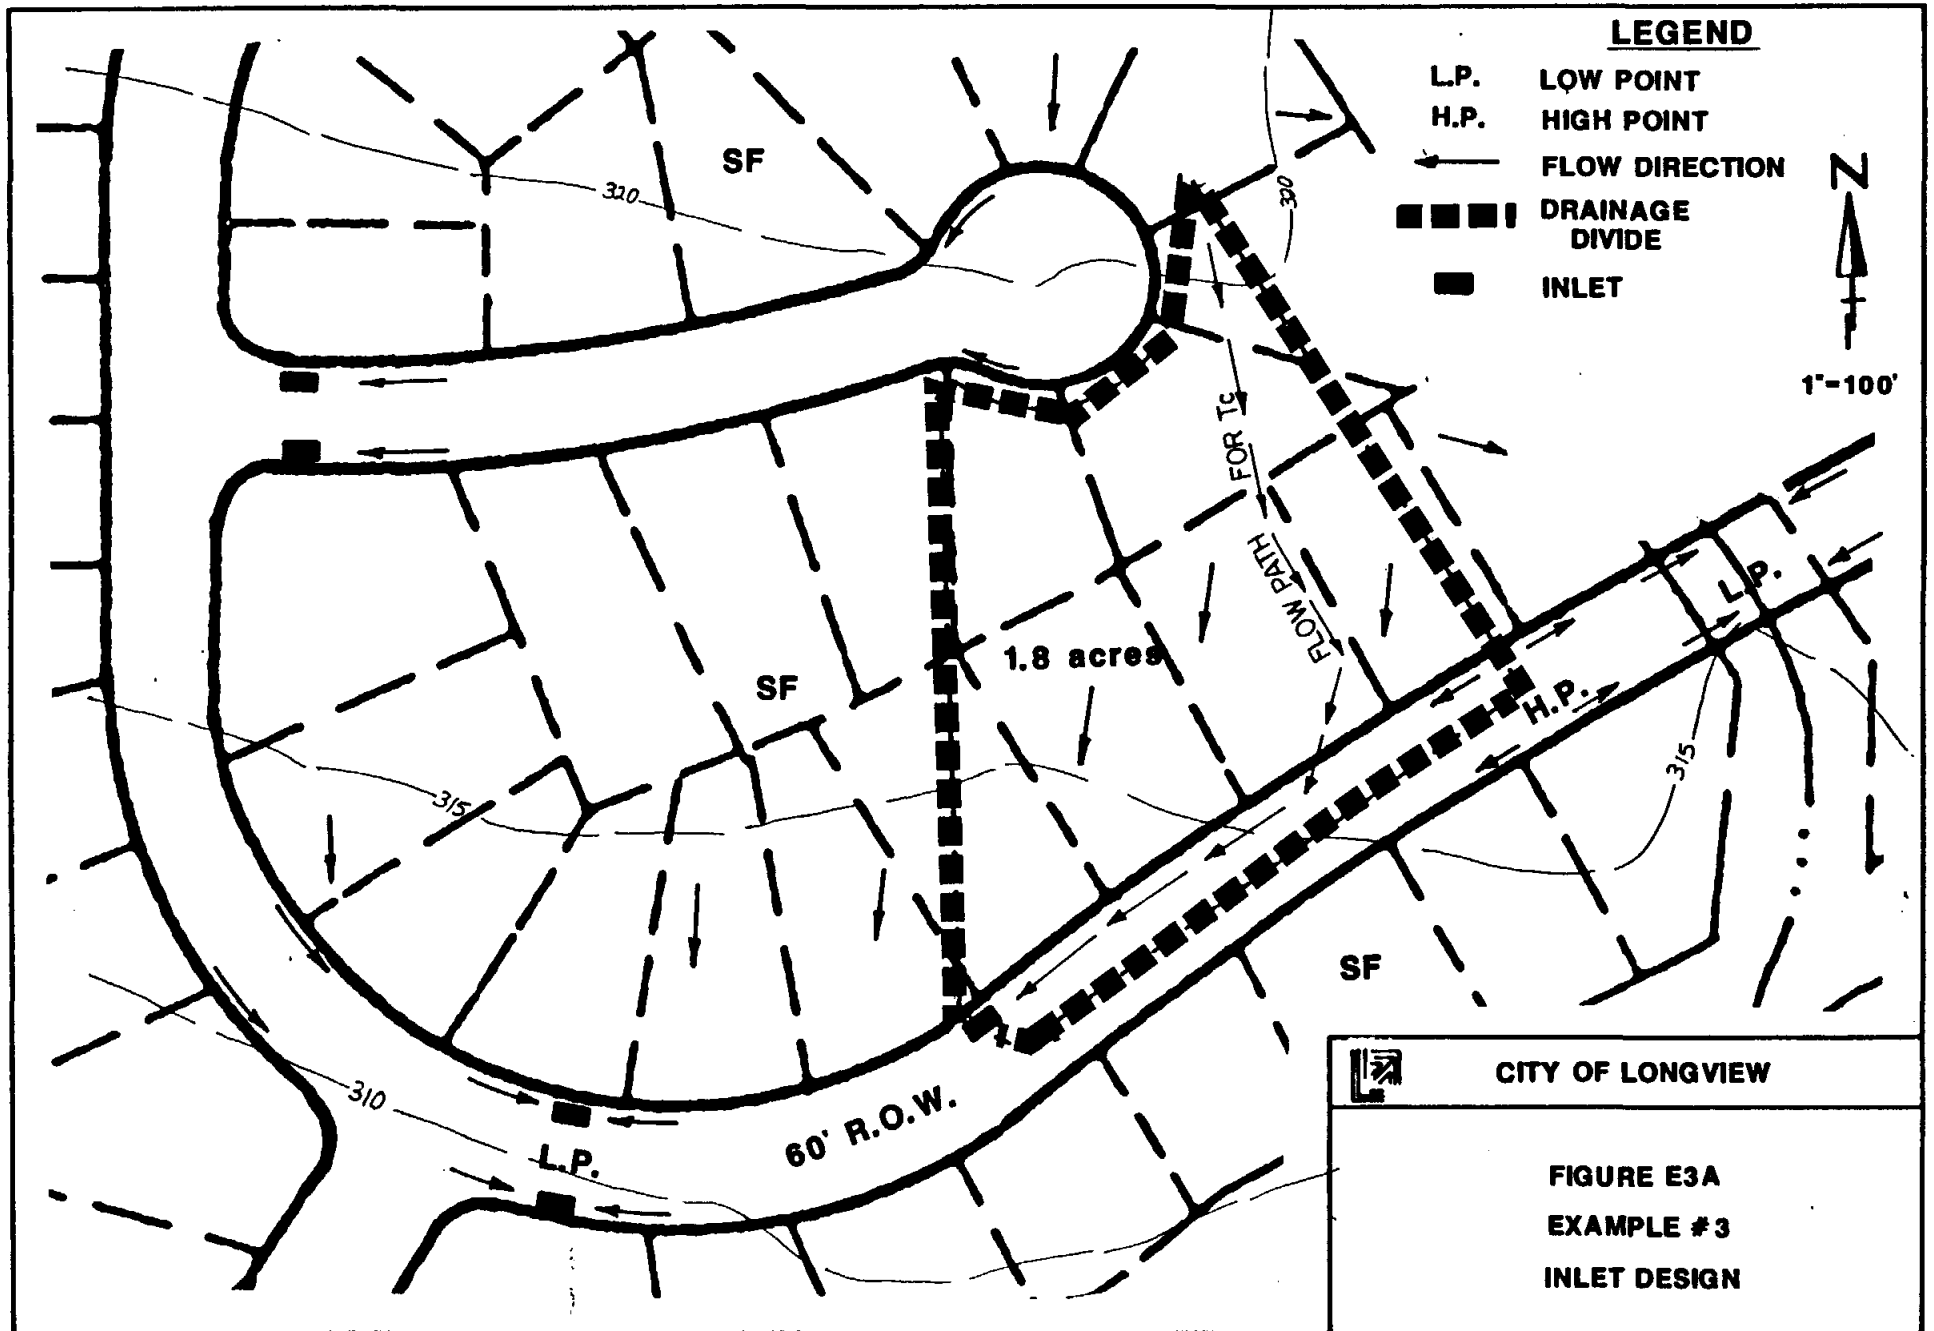 LEGEND
L.P. LOW POINT
H.P. HIGH POINT
FLOW DIRECTION
DRAINAGE
DIVIDE
INLET
N
1"=100'
SF
320
320
FOR Tc
FLOW PATH
L.P.
1.8 acres
SF
H.P.
315
315
SF
310
60' R.O.W.
L.P.
CITY OF LONGVIEW
FIGURE E3A
EXAMPLE #3
INLET DESIGN